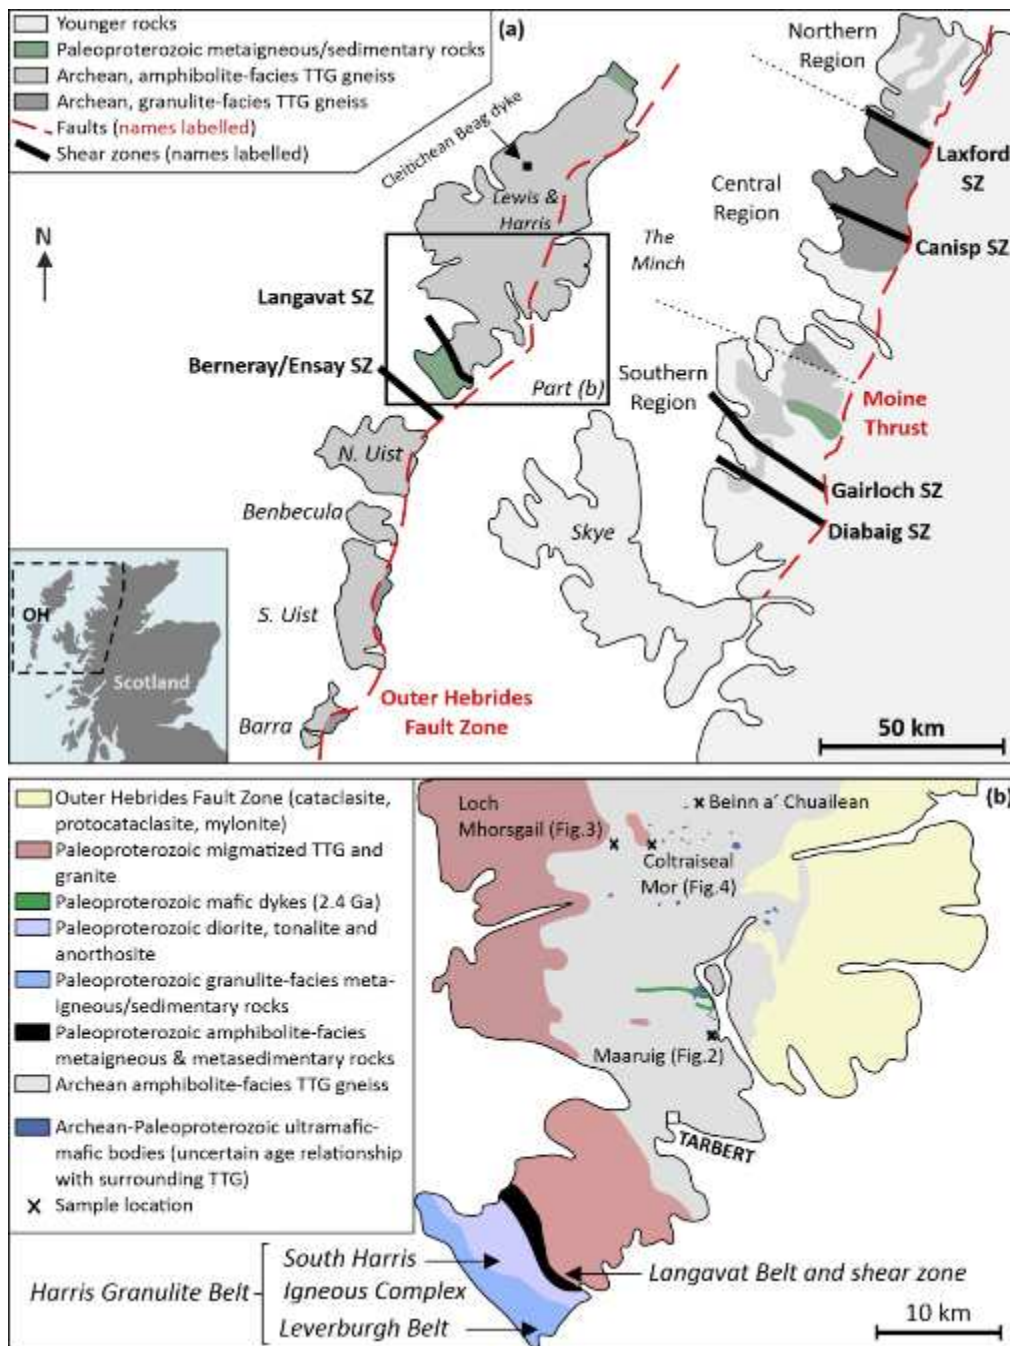 Younger rocks
Paleoproterozoic metaigneous/sedimentary rocks
Archean, amphibolite-facies TTG gneiss
Archean, granulite-facies TTG gneiss
Faults (names labelled)
Shear zones (names labelled)
(a)
Northern
Region
Cleitichean Beag dyke
Laxford
SZ
Lewis &
Harris
Central
Region
The
Minch
Canisp SZ
N
Langavat SZ
Berneray/Ensay SZ
Part (b)
Southern
Region
Moine
Thrust
N. Uist
Gairloch SZ
Benbecula
Skye
Diabaig SZ
OH
S. Uist
Scotland
Outer Hebrides
Fault Zone
Barra
50 km
Outer Hebrides Fault Zone (cataclasite,
protocataclasite, mylonite)
Paleoproterozoic migmatized TTG and
granite
Paleoproterozoic mafic dykes (2.4 Ga)
Paleoproterozoic diorite, tonalite and
anorthosite
Paleoproterozoic granulite-facies meta-
igneous/sedimentary rocks
Paleoproterozoic amphibolite-facies
metaigneous & metasedimentary rocks
Archean amphibolite-facies TTG gneiss
Archean-Paleoproterozoic ultramafic-
mafic bodies (uncertain age relationship
with surrounding TTG)
x Sample location
(b)
Loch
Mhorsgail (Fig.3)
x Beinn a’ Chuailean
x
x
Coltraiseal
Mor (Fig.4)
x
Maaruig (Fig.2)
TARBERT
Harris Granulite Belt
South Harris
Igneous Complex
Leverburgh Belt
Langavat Belt and shear zone
10 km